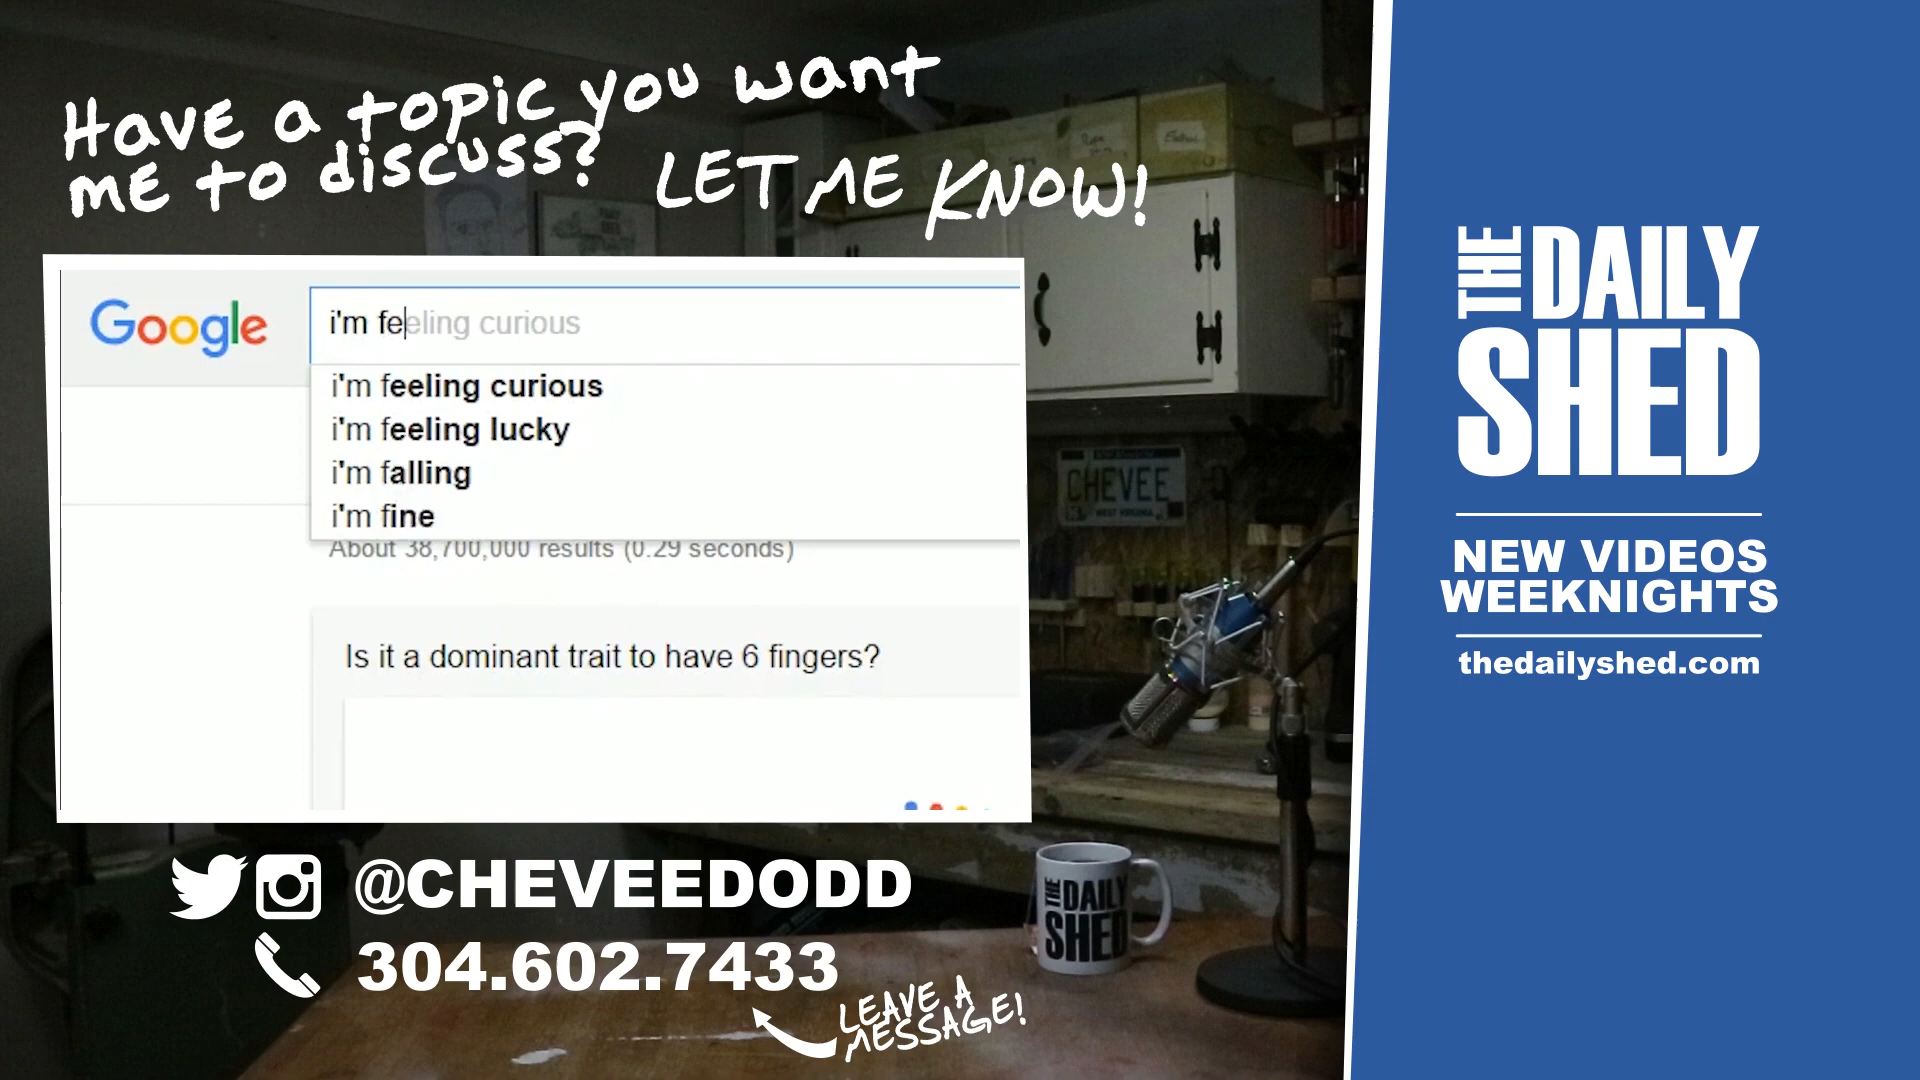 Have a topic you want
me to discuss?
LET ME KNOW!
Google
i'm feeling curious
i'm feeling curious
i'm feeling lucky
i'm falling
i'm fine
About 38,700,000 results (0.29 seconds)
Is it a dominant trait to have 6 fingers?
@CHEVEEDODD
304.602.7433
LEAVE A
MESSAGE!
CHEVEE
WEST VIRGINIA
THE DAILY
SHED
THE DAILY
SHED
NEW VIDEOS
WEEKNIGHTS
thedailyshed.com